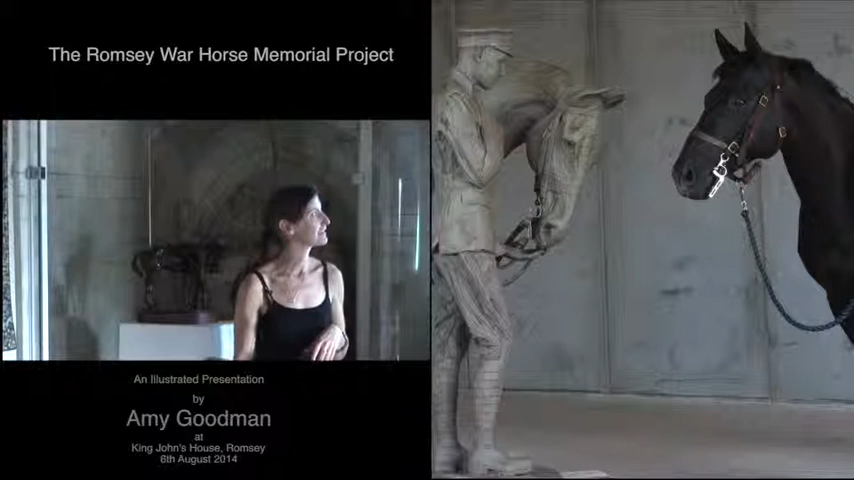 The Romsey War Horse Memorial Project
An Illustrated Presentation
by
Amy Goodman
at
King John's House, Romsey
6th August 2014